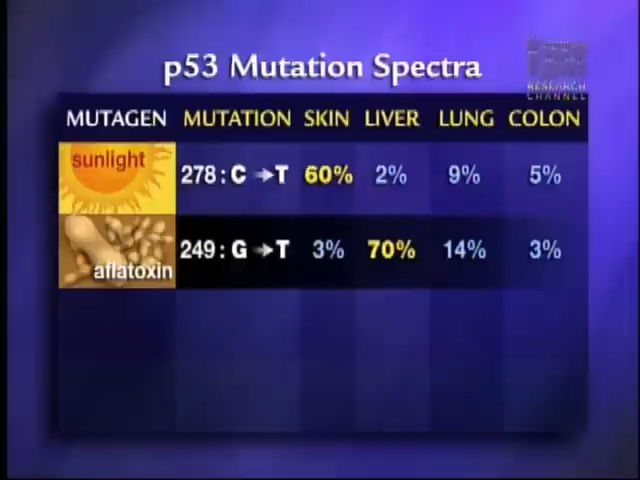 p53 Mutation Spectra
RESEARCH
CHANNEL
MUTAGEN MUTATION SKIN LIVER LUNG COLON
sunlight 278: C →T 60% 2% 9% 5%
aflatoxin 249: G →T 3% 70% 14% 3%